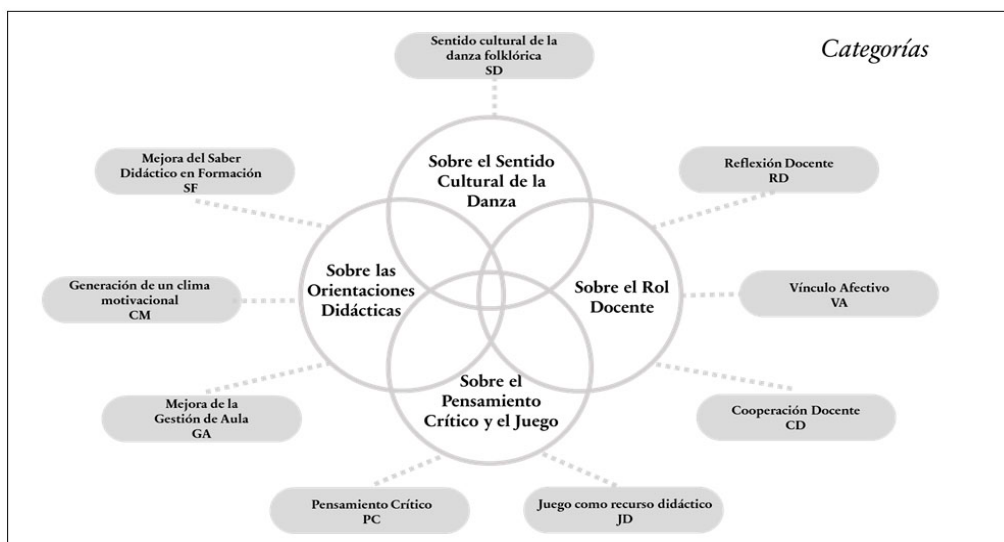 Categorías
Sentido cultural de la
danza folklórica
SD
Sobre el Sentido
Cultural de la
Danza
Mejora del Saber
Didáctico en Formación
SF
Reflexión Docente
RD
Sobre las
Orientaciones
Didácticas
Sobre el Rol
Docente
Generación de un clima
motivacional
CM
Vínculo Afectivo
VA
Sobre el
Pensamiento
Crítico y el Juego
Mejora de la
Gestión de Aula
GA
Cooperación Docente
CD
Pensamiento Crítico
PC
Juego como recurso didáctico
JD